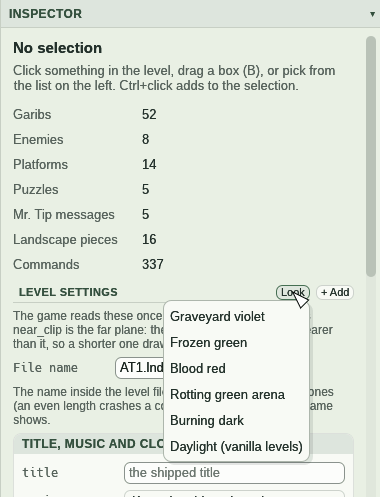 INSPECTOR
No selection
Click something in the level, drag a box (B), or pick from
the list on the left. Ctrl+click adds to the selection.
Garibs 52
Enemies 8
Platforms 14
Puzzles 5
Mr. Tip messages 5
Landscape pieces 16
Commands 337
LEVEL SETTINGS Look + Add
The game reads these once
near_clip is the far plane: the
than it, so a shorter one
File name AT1.Ind
The name inside the level
(an even length crashes a
shows.
Graveyard violet
Frozen green
Blood red
Rotting green arena
Burning dark
Daylight (vanilla levels)
TITLE, MUSIC AND
title the shipped title